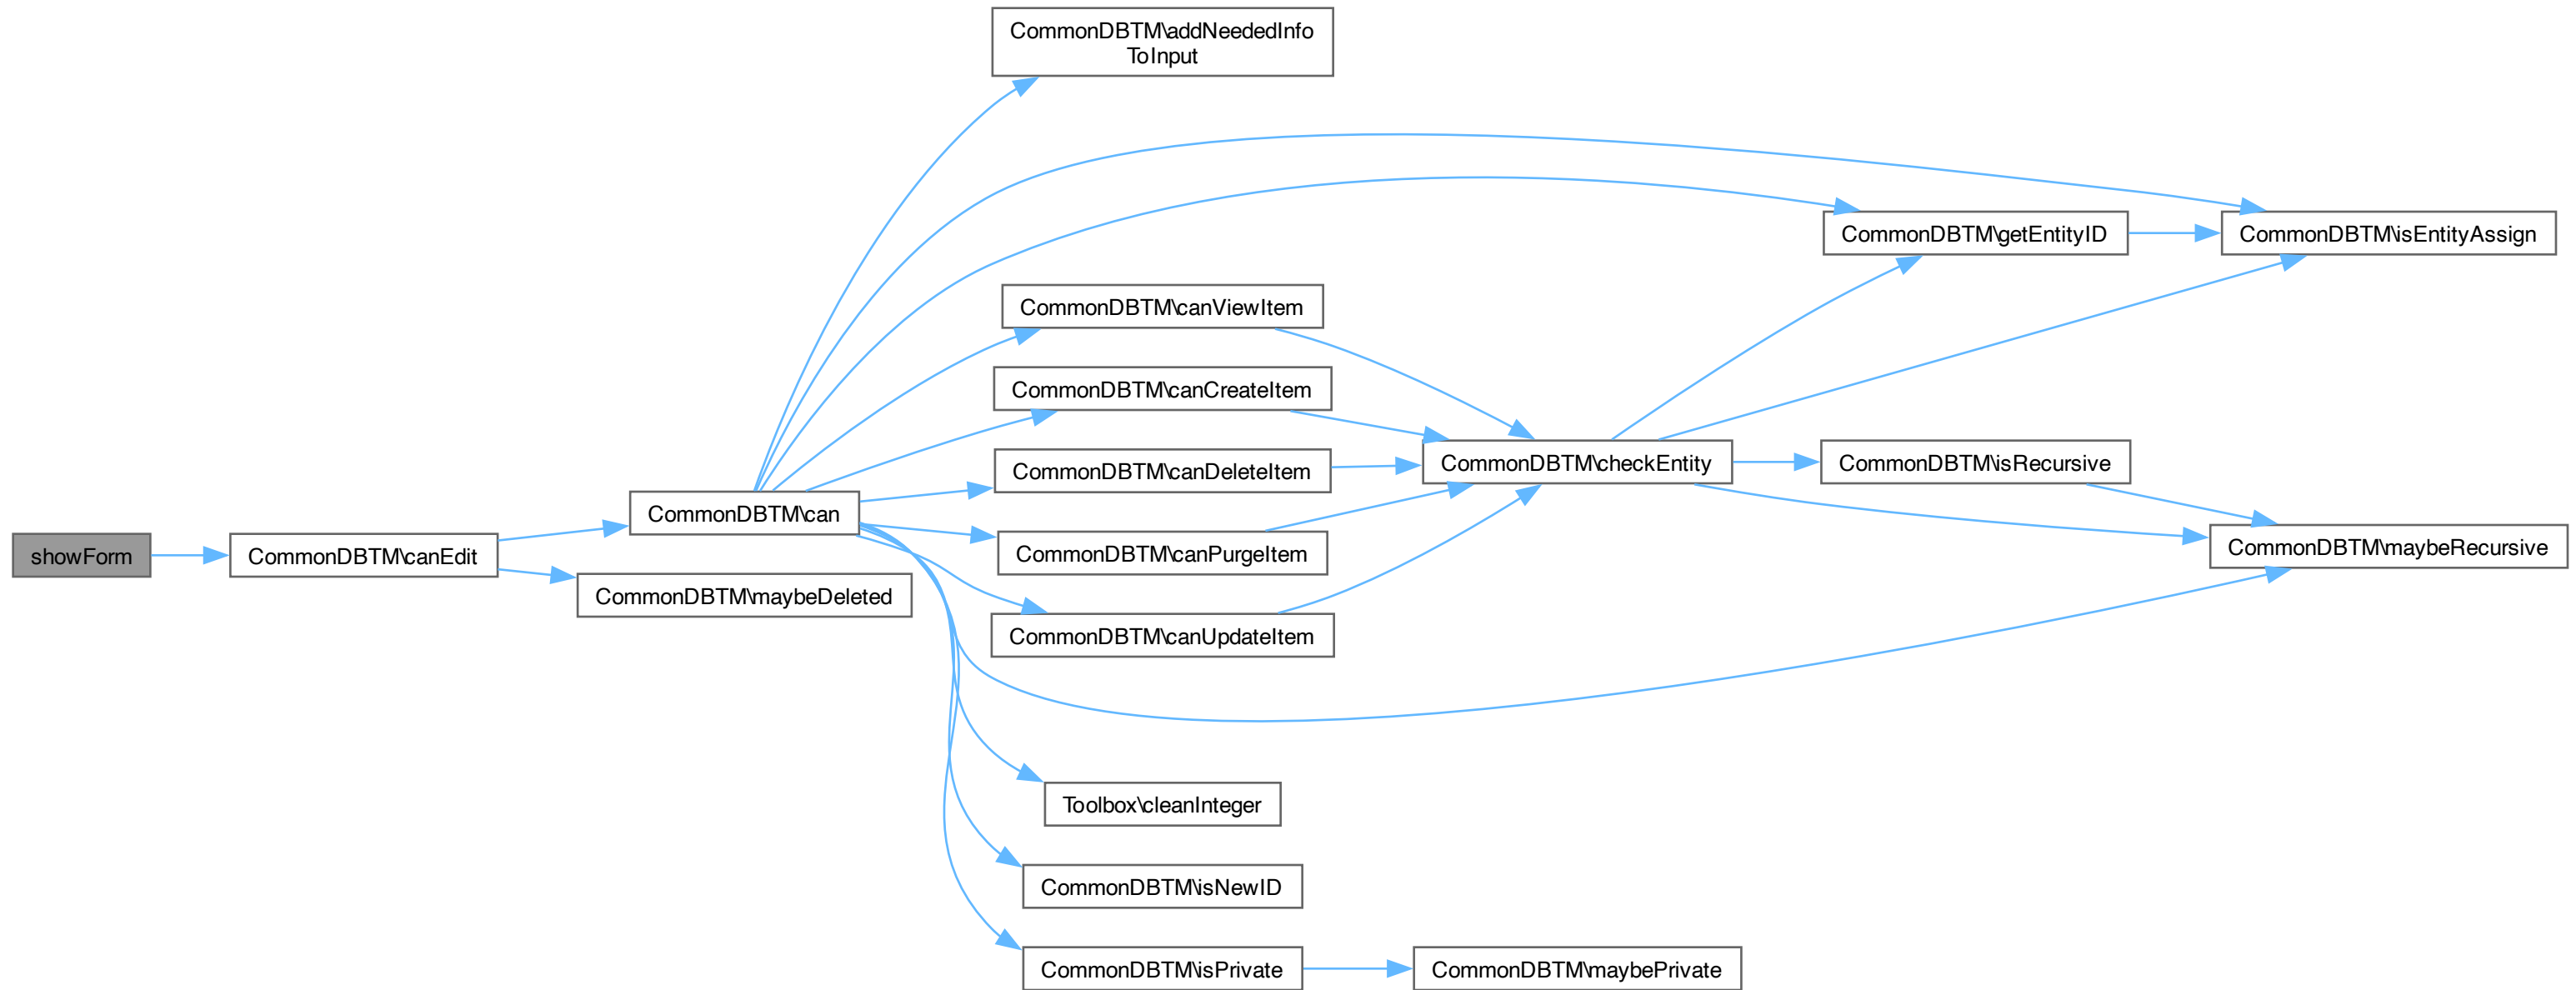 CommonDBTM\addNeededInfo
ToInput
CommonDBTM\getEntityID
CommonDBTM\isEntityAssign
CommonDBTM\canViewItem
CommonDBTM\canCreateItem
CommonDBTM\canDeleteItem
CommonDBTM\checkEntity
CommonDBTM\isRecursive
CommonDBTM\can
CommonDBTM\maybeRecursive
showForm
CommonDBTM\canEdit
CommonDBTM\canPurgeItem
CommonDBTM\maybeDeleted
CommonDBTM\canUpdateItem
Toolbox\cleanInteger
CommonDBTM\isNewID
CommonDBTM\isPrivate
CommonDBTM\maybePrivate